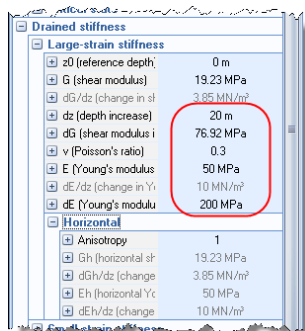 Drained stiffness
Large-strain stiffness
z0 (reference depth) 0 m
G (shear modulus) 19.23 MPa
dG/dz (change in sh 3.85 MN/m³
dz (depth increase) 20 m
dG (shear modulus i 76.92 MPa
v (Poisson's ratio) 0.3
E (Young's modulus 50 MPa
dE/dz (change in Yo 10 MN/m³
dE (Young's modulu 200 MPa
Horizontal
Anisotropy 1
Gh (horizontal sh 19.23 MPa
dGh/dz (change 3.85 MN/m³
Eh (horizontal Yo 50 MPa
dEh/dz (change 10 MN/m³
Small-strain stiffness